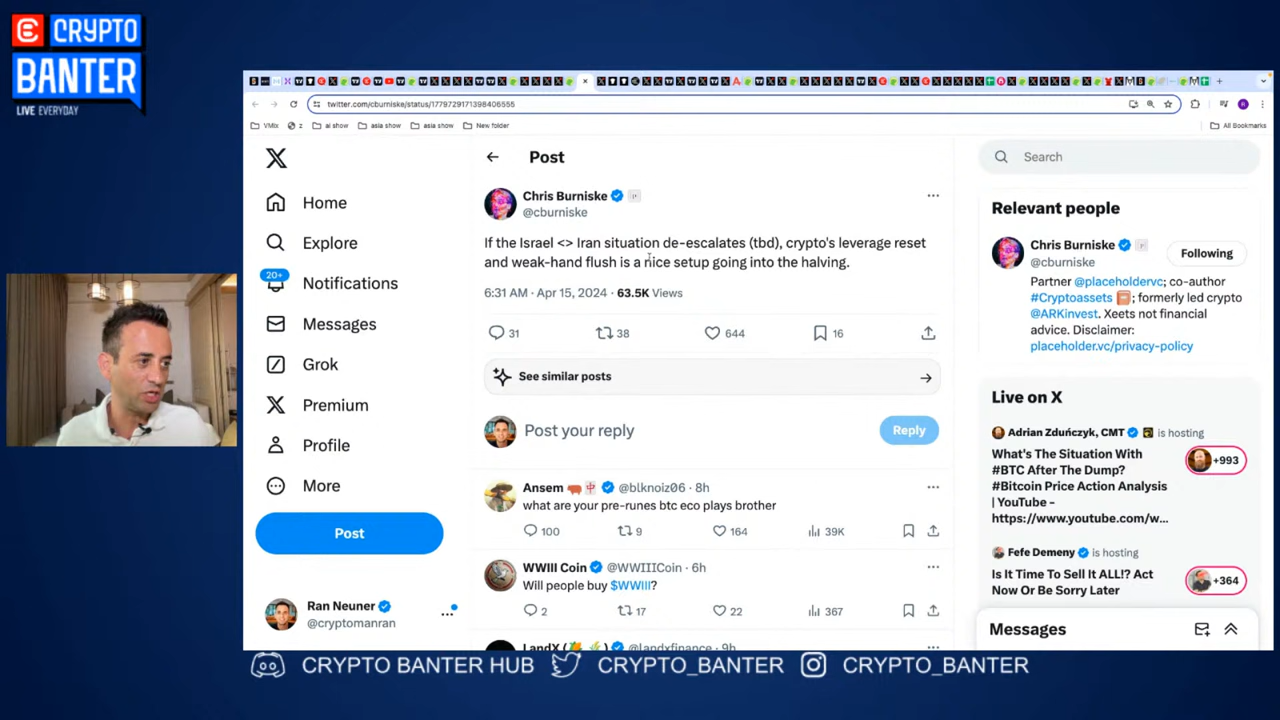 CRYPTO
BANTER
LIVE EVERYDAY
twitter.com/cburniske/status/1779729171398406555
VMix
z
ai show
asia show
asia show
New folder
All Bookmarks
Home
Explore
20+
Notifications
Messages
Grok
Premium
Profile
More
Post
Ran Neuner
@cryptomanran
Post
Chris Burniske
@cburniske
If the Israel <> Iran situation de-escalates (tbd), crypto's leverage reset
and weak-hand flush is a nice setup going into the halving.
6:31 AM · Apr 15, 2024 · 63.5K Views
31
38
644
16
See similar posts
Post your reply
Reply
Ansem 中 @blknoiz06 · 8h
what are your pre-runes btc eco plays brother
100
9
164
39K
WWIII Coin @WWIIICoin · 6h
Will people buy $WWIII?
2
17
22
367
LandX @landxfinance · 9h
Search
Relevant people
Chris Burniske
@cburniske
Following
Partner @placeholdervc; co-author
#Cryptoassets; formerly led crypto
@ARKinvest. Xeets not financial
advice. Disclaimer:
placeholder.vc/privacy-policy
Live on X
Adrian Zduńczyk, CMT is hosting
What's The Situation With
#BTC After The Dump?
#Bitcoin Price Action Analysis
| YouTube -
https://www.youtube.com/w...
+993
Fefe Demeny is hosting
Is It Time To Sell It ALL!? Act
Now Or Be Sorry Later
+364
Messages
CRYPTO BANTER HUB
CRYPTO_BANTER
CRYPTO_BANTER